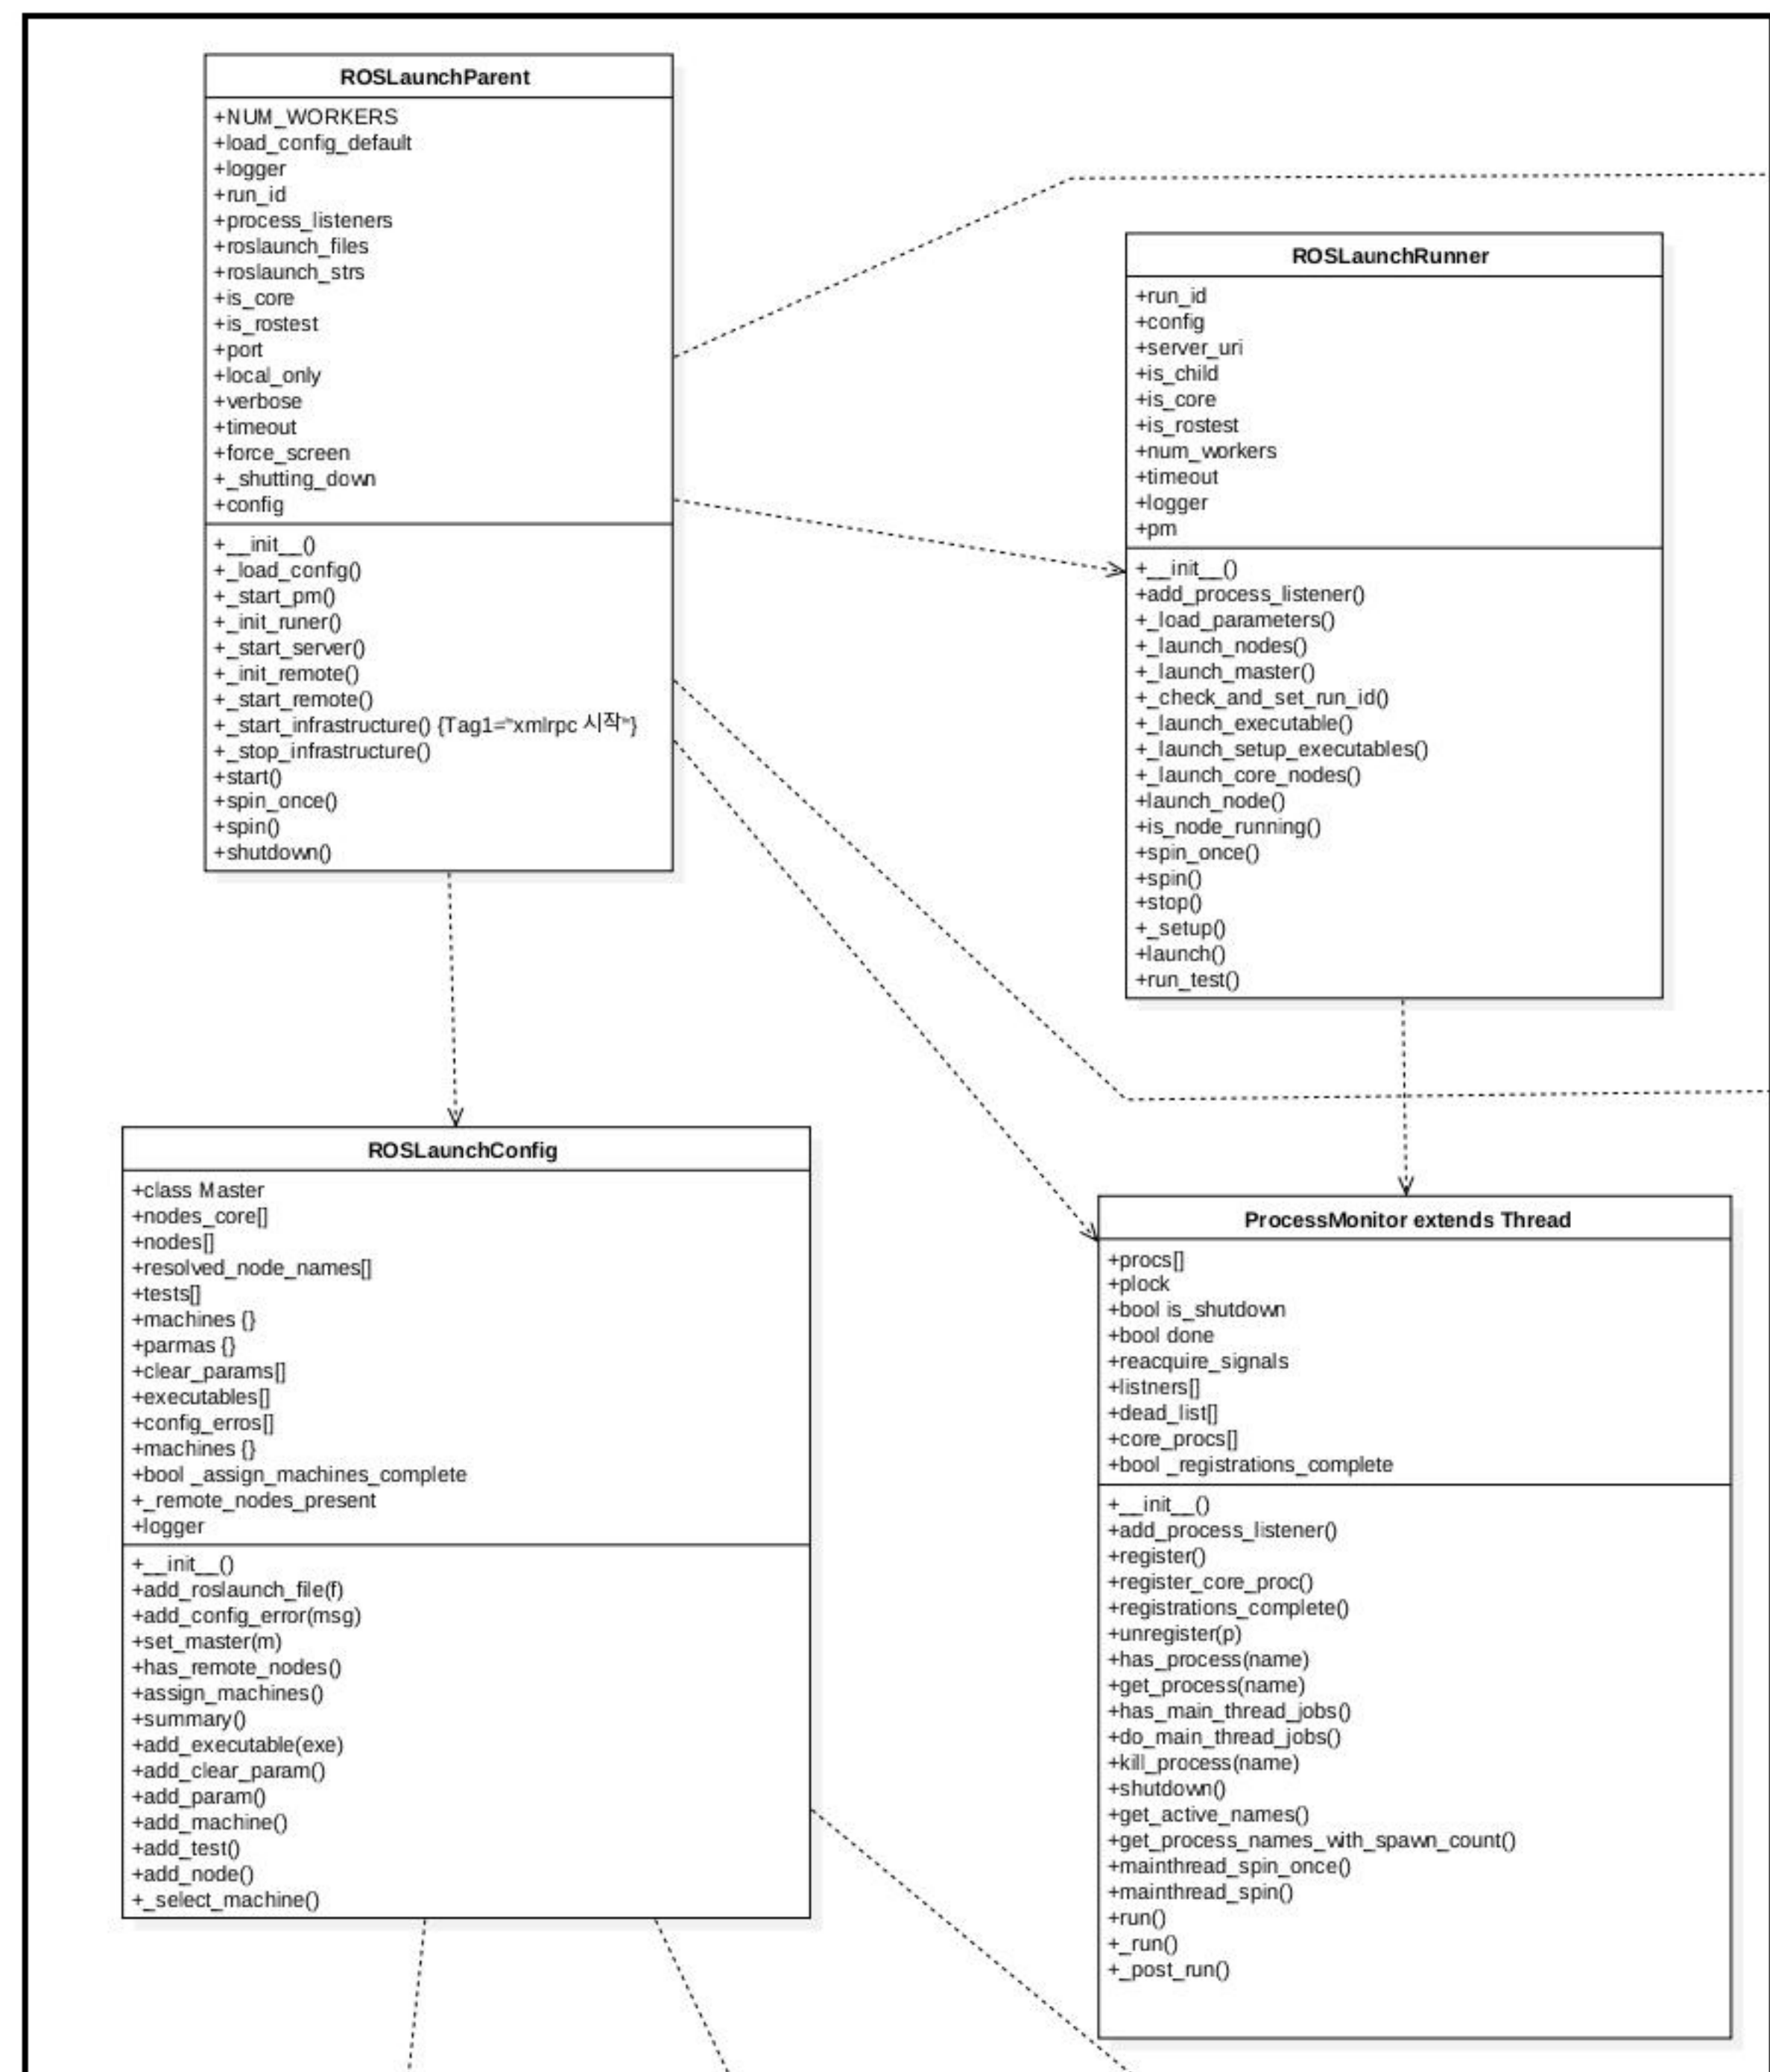 ROSLaunchParent
+NUM_WORKERS
+load_config_default
+logger
+run_id
+process_listeners
+roslaunch_files
+roslaunch_strs
+is_core
+is_rostest
+port
+local_only
+verbose
+timeout
+force_screen
+_shutting_down
+config
+__init__()
+_load_config()
+_start_pm()
+_init_runer()
+_start_server()
+_init_remote()
+_start_remote()
+_start_infrastructure() {Tag1="xmlrpc 시작"}
+_stop_infrastructure()
+start()
+spin_once()
+spin()
+shutdown()
ROSLaunchRunner
+run_id
+config
+server_uri
+is_child
+is_core
+is_rostest
+num_workers
+timeout
+logger
+pm
+__init__()
+add_process_listener()
+_load_parameters()
+_launch_nodes()
+_launch_master()
+_check_and_set_run_id()
+_launch_executable()
+_launch_setup_executables()
+_launch_core_nodes()
+launch_node()
+is_node_running()
+spin_once()
+spin()
+stop()
+_setup()
+launch()
+run_test()
ROSLaunchConfig
+class Master
+nodes_core[]
+nodes[]
+resolved_node_names[]
+tests[]
+machines {}
+parmas {}
+clear_params[]
+executables[]
+config_erros[]
+machines {}
+bool _assign_machines_complete
+_remote_nodes_present
+logger
+__init__()
+add_roslaunch_file(f)
+add_config_error(msg)
+set_master(m)
+has_remote_nodes()
+assign_machines()
+summary()
+add_executable(exe)
+add_clear_param()
+add_param()
+add_machine()
+add_test()
+add_node()
+_select_machine()
ProcessMonitor extends Thread
+procs[]
+plock
+bool is_shutdown
+bool done
+reacquire_signals
+listners[]
+dead_list[]
+core_procs[]
+bool _registrations_complete
+__init__()
+add_process_listener()
+register()
+register_core_proc()
+registrations_complete()
+unregister(p)
+has_process(name)
+get_process(name)
+has_main_thread_jobs()
+do_main_thread_jobs()
+kill_process(name)
+shutdown()
+get_active_names()
+get_process_names_with_spawn_count()
+mainthread_spin_once()
+mainthread_spin()
+run()
+_run()
+_post_run()